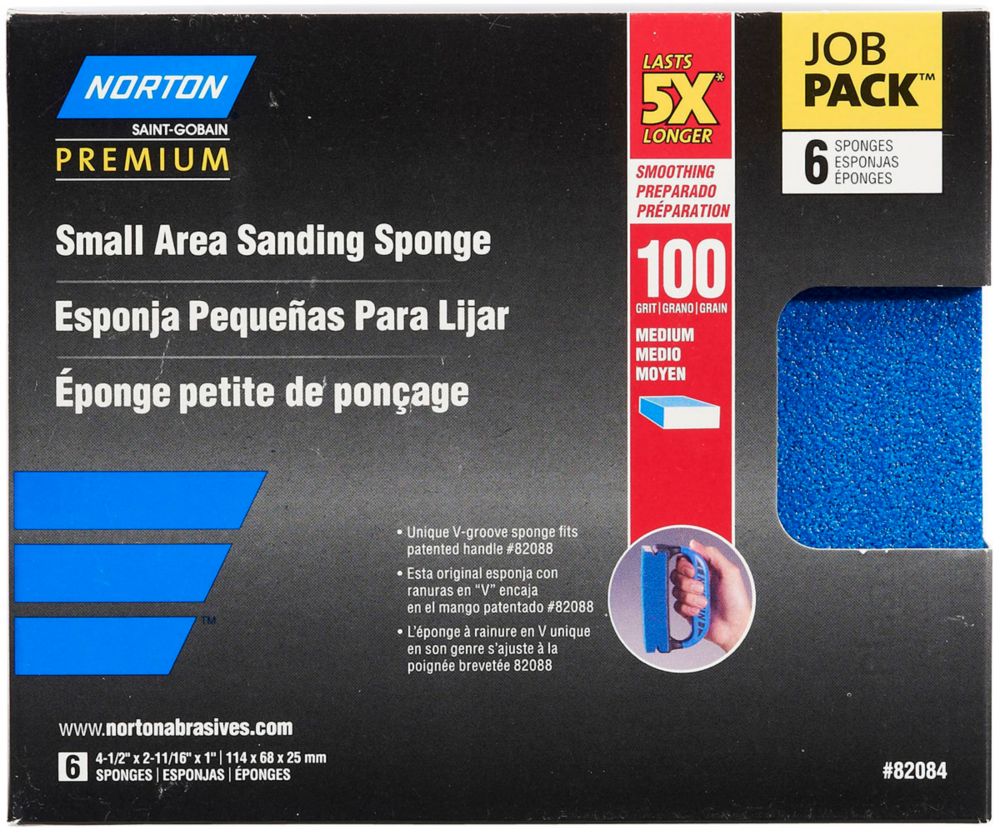 NORTON
SAINT-GOBAIN
PREMIUM
Small Area Sanding Sponge
Esponja Pequeñas Para Lijar
Éponge petite de ponçage
LASTS
5X*
LONGER
SMOOTHING
PREPARADO
PRÉPARATION
100
GRIT | GRANO | GRAIN
MEDIUM
MEDIO
MOYEN
JOB
PACK™
6 SPONGES
ESPONJAS
ÉPONGES
• Unique V-groove sponge fits
patented handle #82088
• Esta original esponja con
ranuras en "V" encaja
en el mango patentado #82088
• L'éponge à rainure en V unique
en son genre s'ajuste à la
poignée brevetée 82088
TM
www.nortonabrasives.com
6 4-1/2" x 2-11/16" x 1" | 114 x 68 x 25 mm
SPONGES | ESPONJAS | ÉPONGES
#82084